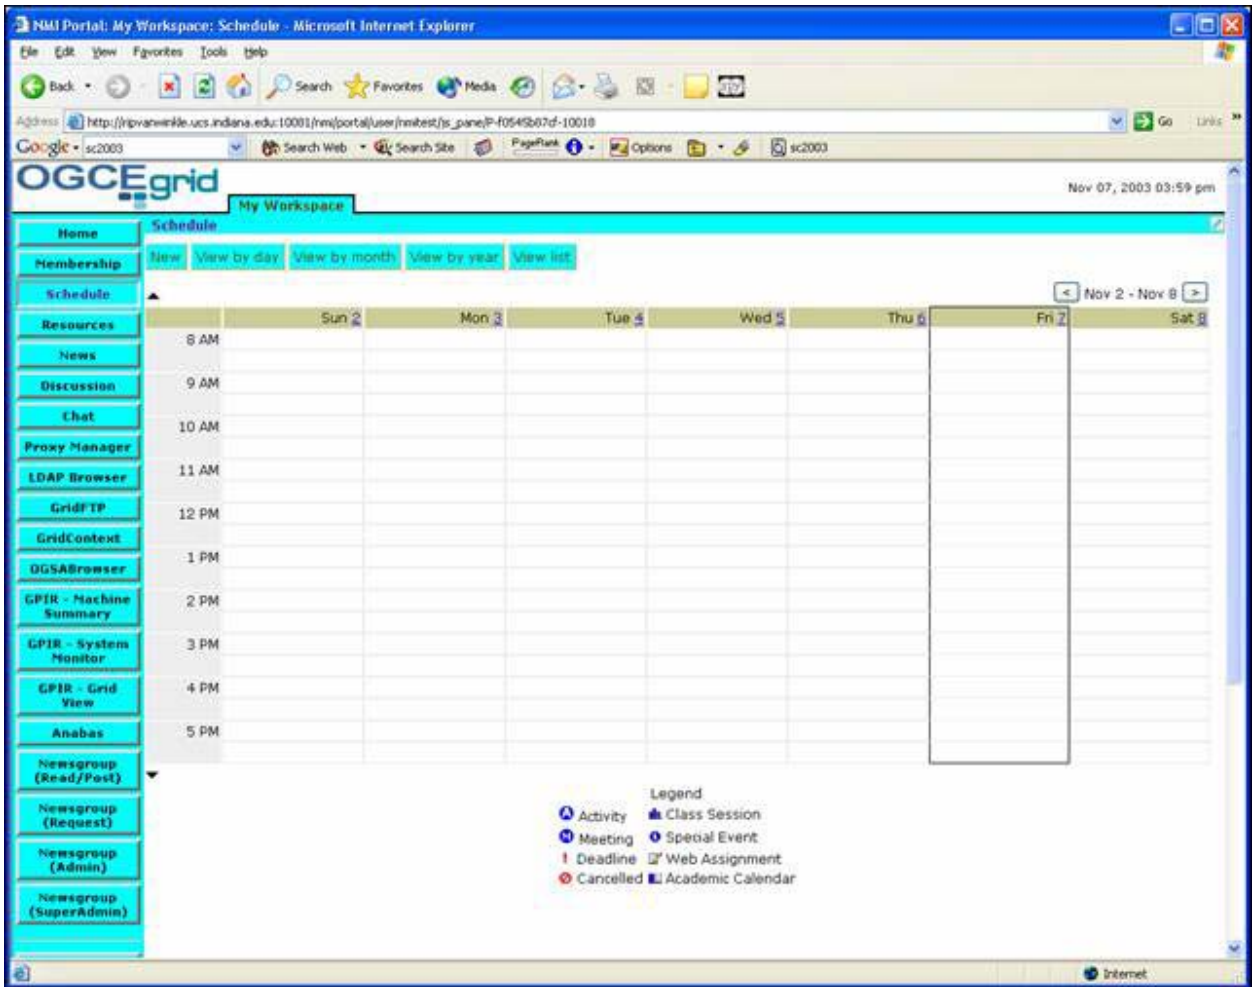 NMI Portal: My Workspace: Schedule - Microsoft Internet Explorer
File Edit View Favorites Tools Help
Back Search Favorites Media
Address http://ripvanwinkle.ucs.indiana.edu:10081/nmi/portal/user/nmitest/js_pane/P-f0545b07cf-10018 Go Links »
Google sc2003 Search Web Search Site PageRank Options sc2003
OGCEgrid
Nov 07, 2003 03:59 pm
My Workspace
Schedule
New View by day View by month View by year View list
< Nov 2 - Nov 8 >
Sun 2 Mon 3 Tue 4 Wed 5 Thu 6 Fri 7 Sat 8
8 AM
9 AM
10 AM
11 AM
12 PM
1 PM
2 PM
3 PM
4 PM
5 PM
Home
Membership
Schedule
Resources
News
Discussion
Chat
Proxy Manager
LDAP Browser
GridFTP
GridContext
OGSABrowser
GPIR - Machine
Summary
GPIR - System
Monitor
GPIR - Grid
View
Anabas
Newsgroup
(Read/Post)
Newsgroup
(Request)
Newsgroup
(Admin)
Newsgroup
(SuperAdmin)
Legend
Activity Class Session
Meeting Special Event
Deadline Web Assignment
Cancelled Academic Calendar
Internet